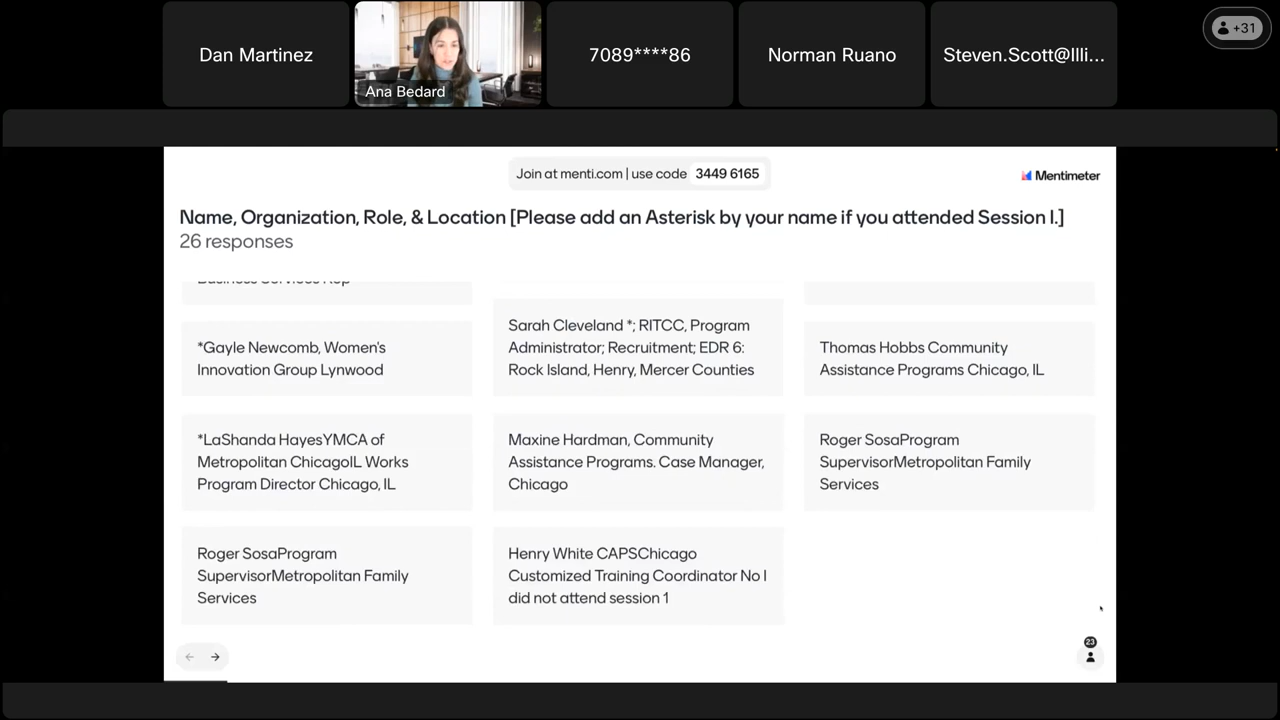 Dan Martinez
Ana Bedard
7089****86
Norman Ruano
Steven.Scott@Illi...
+31
Join at menti.com | use code 3449 6165
Mentimeter
Name, Organization, Role, & Location [Please add an Asterisk by your name if you attended Session I.]
26 responses
Business Services Rep
*Gayle Newcomb, Women's
Innovation Group Lynwood
Sarah Cleveland *; RITCC, Program
Administrator; Recruitment; EDR 6:
Rock Island, Henry, Mercer Counties
Thomas Hobbs Community
Assistance Programs Chicago, IL
*LaShanda HayesYMCA of
Metropolitan ChicagoIL Works
Program Director Chicago, IL
Maxine Hardman, Community
Assistance Programs. Case Manager,
Chicago
Roger SosaProgram
SupervisorMetropolitan Family
Services
Roger SosaProgram
SupervisorMetropolitan Family
Services
Henry White CAPSChicago
Customized Training Coordinator No I
did not attend session 1
23